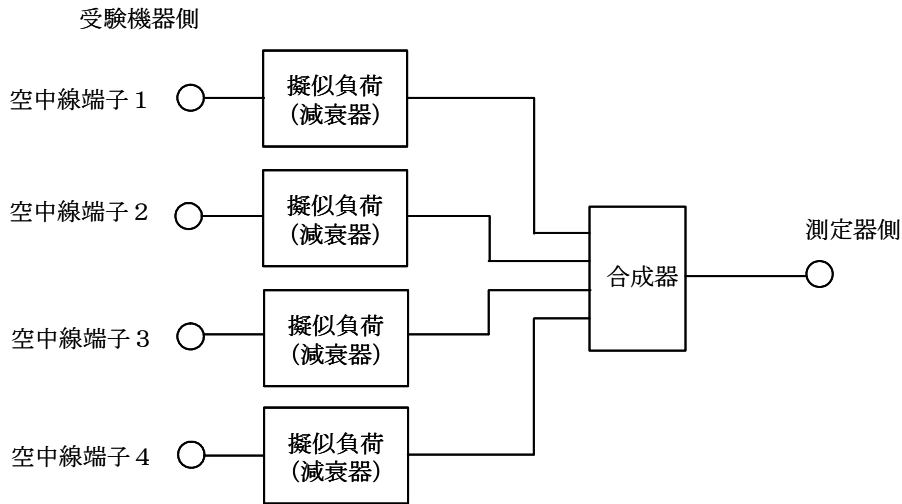 受験機器側
空中線端子１
擬似負荷
（減衰器）
空中線端子２
擬似負荷
（減衰器）
測定器側
合成器
空中線端子３
擬似負荷
（減衰器）
空中線端子４
擬似負荷
（減衰器）